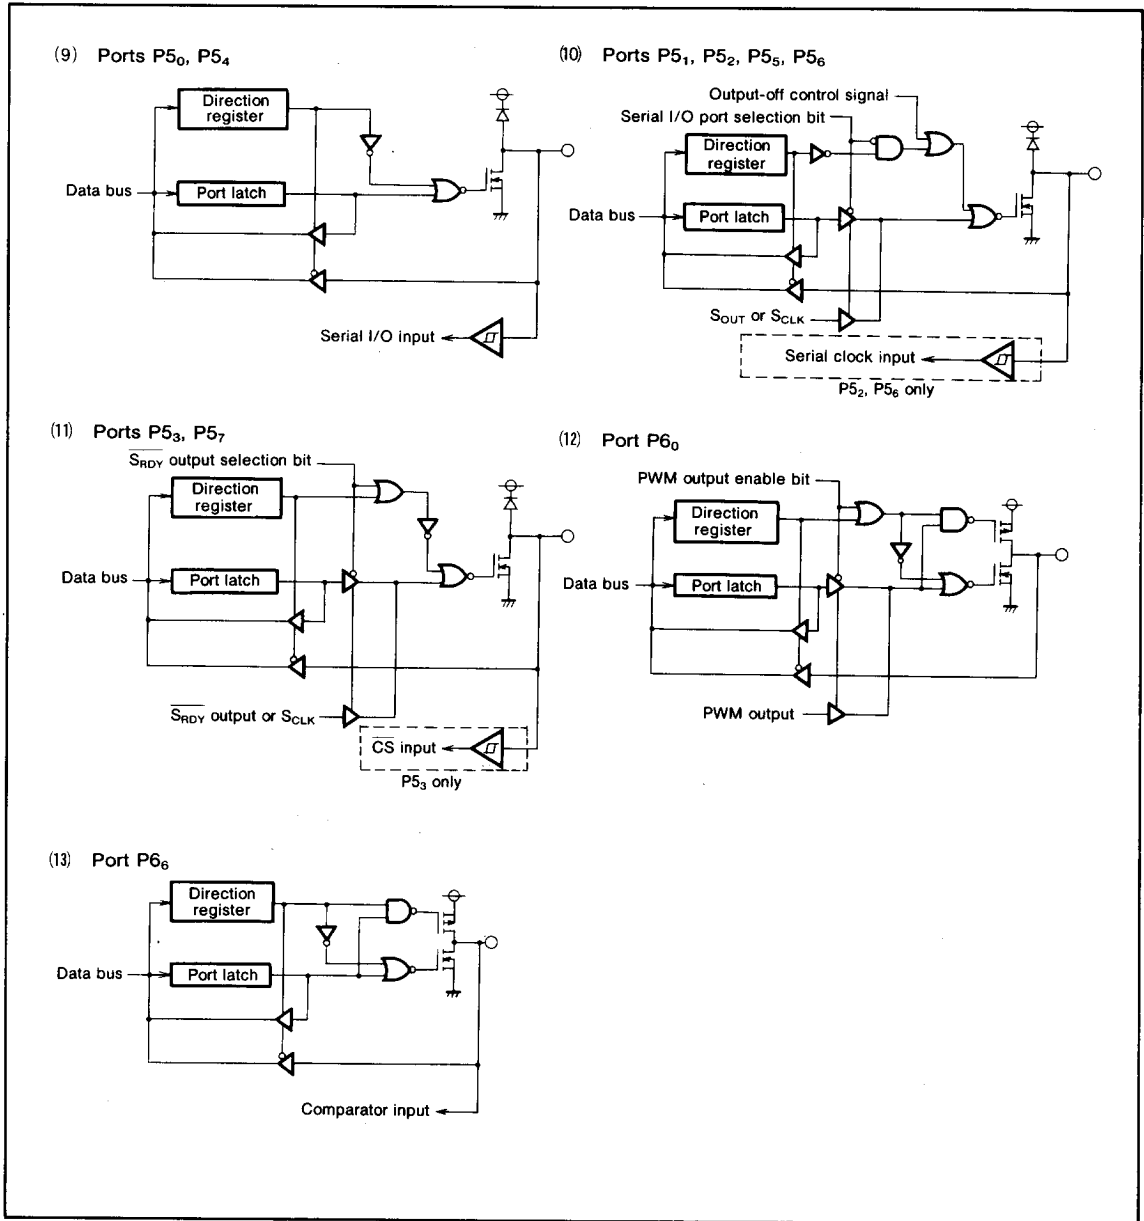 (9) Ports P5₀, P5₄
Direction
register
Data bus
Port latch
Serial I/O input
(10) Ports P5₁, P5₂, P5₅, P5₆
Output-off control signal
Serial I/O port selection bit
Direction
register
Data bus
Port latch
S_OUT or S_CLK
Serial clock input
P5₂, P5₆ only
(11) Ports P5₃, P5₇
S̅_R̅D̅Y̅ output selection bit
Direction
register
Data bus
Port latch
S̅_R̅D̅Y̅ output or S_CLK
C̅S̅ input
P5₃ only
(12) Port P6₀
PWM output enable bit
Direction
register
Data bus
Port latch
PWM output
(13) Port P6₆
Direction
register
Data bus
Port latch
Comparator input